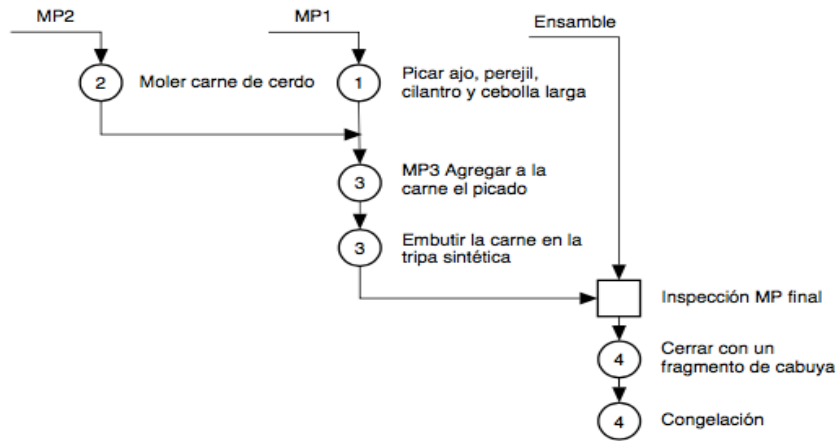 MP2
MP1
Ensamble
2
Moler carne de cerdo
1
Picar ajo, perejil,
cilantro y cebolla larga
3
MP3 Agregar a la
carne el picado
3
Embutir la carne en la
tripa sintética
Inspección MP final
4
Cerrar con un
fragmento de cabuya
4
Congelación